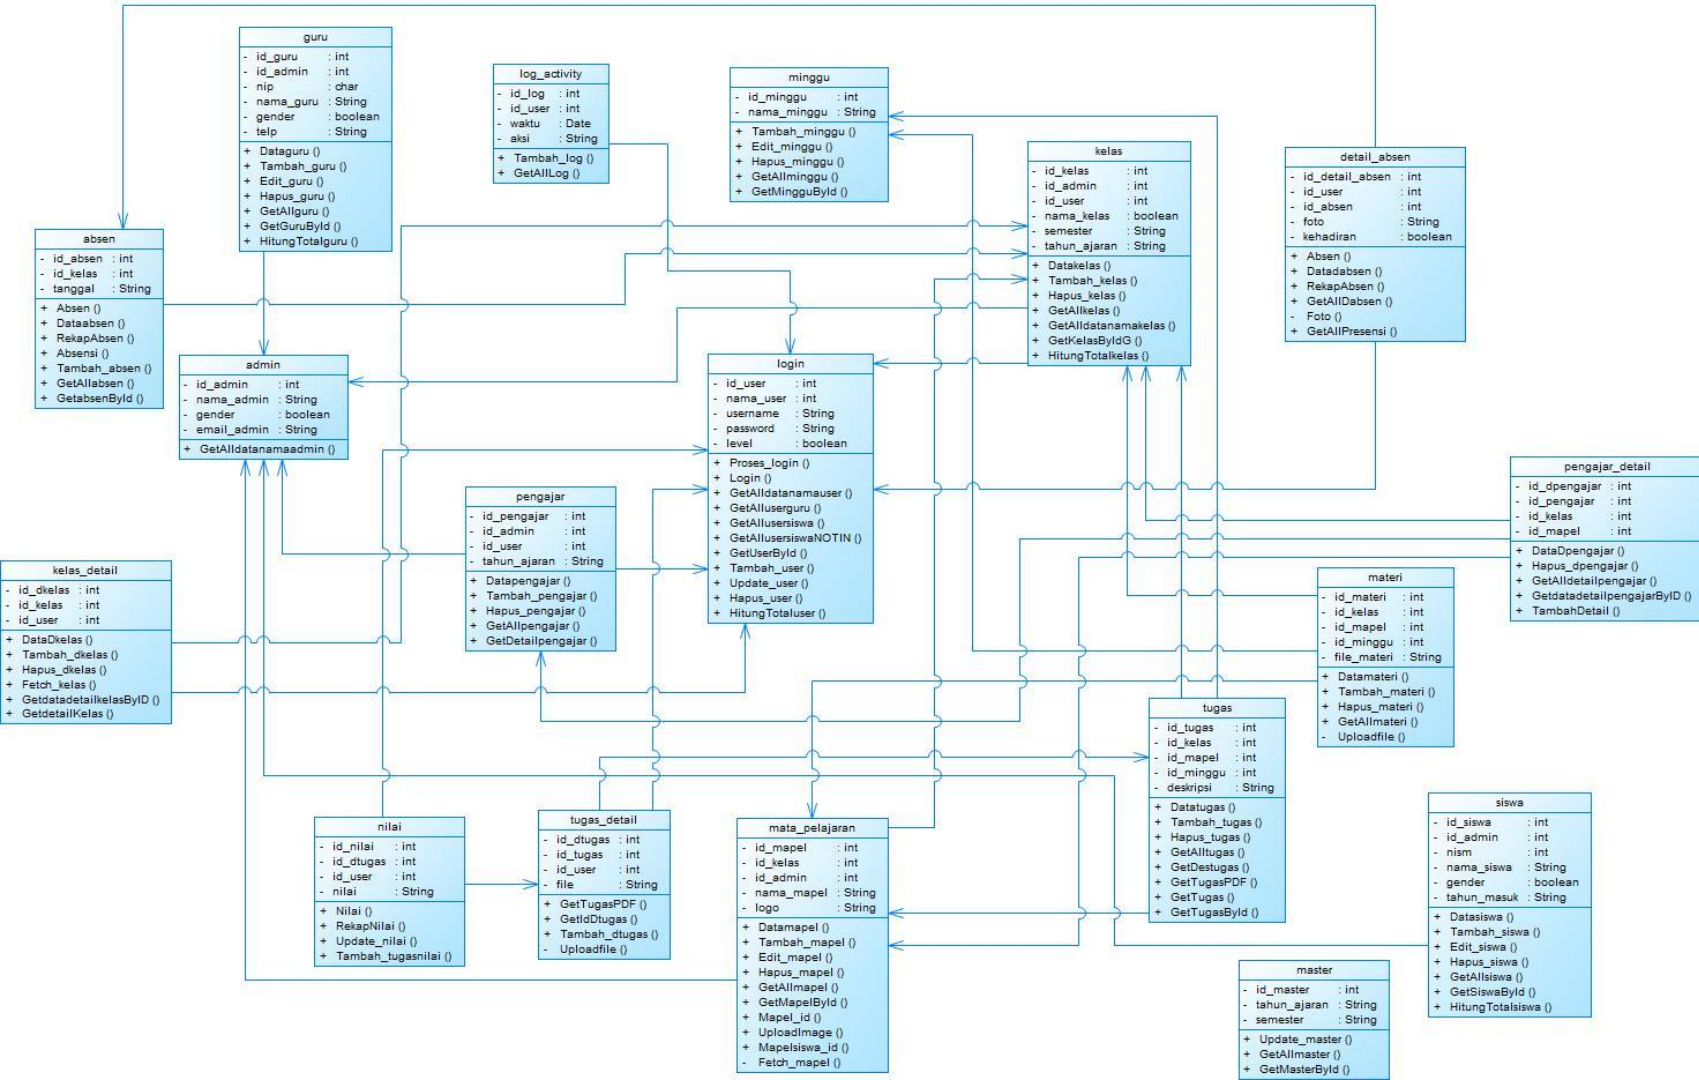 guru
- id_guru : int
- id_admin : int
- nip : char
- nama_guru : String
- gender : boolean
- telp : String
+ Dataguru ()
+ Tambah_guru ()
+ Edit_guru ()
+ Hapus_guru ()
+ GetAllguru ()
+ GetGuruById ()
+ HitungTotalguru ()
log_activity
- id_log : int
- id_user : int
- waktu : Date
- aksi : String
+ Tambah_log ()
+ GetAllLog ()
minggu
- id_minggu : int
- nama_minggu : String
+ Tambah_minggu ()
+ Edit_minggu ()
+ Hapus_minggu ()
+ GetAllminggu ()
+ GetMingguById ()
kelas
- id_kelas : int
- id_admin : int
- id_user : int
- nama_kelas : boolean
- semester : String
- tahun_ajaran : String
+ Datakelas ()
+ Tambah_kelas ()
+ Hapus_kelas ()
+ GetAllkelas ()
+ GetAlldatanamakelas ()
+ GetKelasByIdG ()
+ HitungTotalkelas ()
detail_absen
- id_detail_absen : int
- id_user : int
- id_absen : int
- foto : String
- kehadiran : boolean
+ Absen ()
+ Datadabsen ()
+ RekapAbsen ()
+ GetAllDabsen ()
- Foto ()
+ GetAllPresensi ()
absen
- id_absen : int
- id_kelas : int
- tanggal : String
+ Absen ()
+ Dataabsen ()
+ RekapAbsen ()
+ Absensi ()
+ Tambah_absen ()
+ GetAllabsen ()
+ GetabsenById ()
admin
- id_admin : int
- nama_admin : String
- gender : boolean
- email_admin : String
+ GetAlldatanamaadmin ()
login
- id_user : int
- nama_user : int
- username : String
- password : String
- level : boolean
+ Proses_login ()
+ Login ()
+ GetAlldatanamauser ()
+ GetAlluserguru ()
+ GetAllusersiswa ()
+ GetAllusersiswaNOTIN ()
+ GetUserById ()
+ Tambah_user ()
+ Update_user ()
+ Hapus_user ()
+ HitungTotaluser ()
pengajar_detail
- id_dpengajar : int
- id_pengajar : int
- id_kelas : int
- id_mapel : int
+ DataDpengajar ()
+ Hapus_dpengajar ()
+ GetAlldetailpengajar ()
+ GetdatadetailpengajarByID ()
+ TambahDetail ()
pengajar
- id_pengajar : int
- id_admin : int
- id_user : int
- tahun_ajaran : String
+ Datapengajar ()
+ Tambah_pengajar ()
+ Hapus_pengajar ()
+ GetAllpengajar ()
+ GetDetailpengajar ()
kelas_detail
- id_dkelas : int
- id_kelas : int
- id_user : int
+ DataDkelas ()
+ Tambah_dkelas ()
+ Hapus_dkelas ()
+ Fetch_kelas ()
+ GetdatadetailkelasByID ()
+ GetdetailKelas ()
materi
- id_materi : int
- id_kelas : int
- id_mapel : int
- id_minggu : int
- file_materi : String
+ Datamateri ()
+ Tambah_materi ()
+ Hapus_materi ()
+ GetAllmateri ()
- Uploadfile ()
tugas
- id_tugas : int
- id_kelas : int
- id_mapel : int
- id_minggu : int
- deskripsi : String
+ Datatugas ()
+ Tambah_tugas ()
+ Hapus_tugas ()
+ GetAlltugas ()
+ GetDestugas ()
+ GetTugasPDF ()
+ GetTugas ()
+ GetTugasById ()
nilai
- id_nilai : int
- id_dtugas : int
- id_user : int
- nilai : String
+ Nilai ()
+ RekapNilai ()
+ Update_nilai ()
+ Tambah_tugasnilai ()
tugas_detail
- id_dtugas : int
- id_tugas : int
- id_user : int
- file : String
+ GetTugasPDF ()
+ GetIdDtugas ()
+ Tambah_dtugas ()
- Uploadfile ()
mata_pelajaran
- id_mapel : int
- id_kelas : int
- id_admin : int
- nama_mapel : String
- logo : String
+ Datamapel ()
+ Tambah_mapel ()
+ Edit_mapel ()
+ Hapus_mapel ()
+ GetAllmapel ()
+ GetMapelById ()
+ Mapel_id ()
+ UploadImage ()
+ Mapelsiswa_id ()
- Fetch_mapel ()
siswa
- id_siswa : int
- id_admin : int
- nism : int
- nama_siswa : String
- gender : boolean
- tahun_masuk : String
+ Datasiswa ()
+ Tambah_siswa ()
+ Edit_siswa ()
+ Hapus_siswa ()
+ GetAllsiswa ()
+ GetSiswaById ()
+ HitungTotalsiswa ()
master
- id_master : int
- tahun_ajaran : String
- semester : String
+ Update_master ()
+ GetAllmaster ()
+ GetMasterById ()